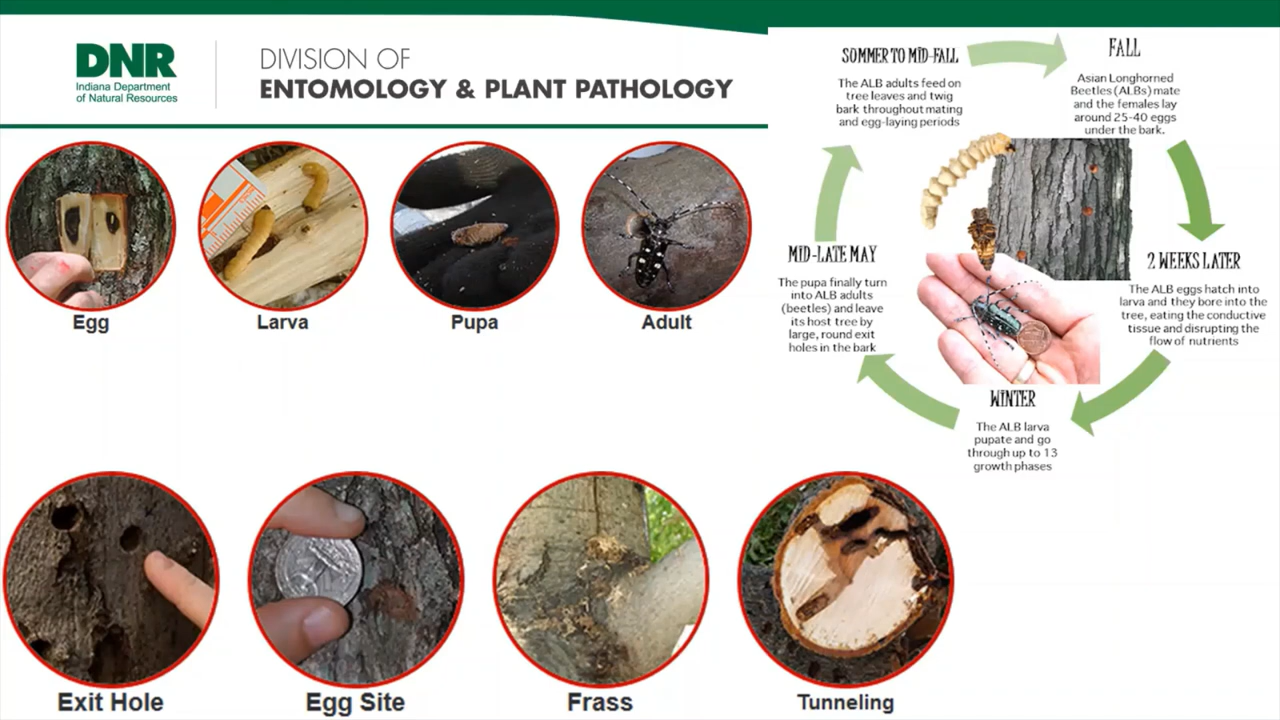 DNR
Indiana Department
of Natural Resources
DIVISION OF
ENTOMOLOGY & PLANT PATHOLOGY
Egg
Larva
Pupa
Adult
SOMMER TO MID-FALL
The ALB adults feed on
tree leaves and twig
bark throughout mating
and egg-laying periods
FALL
Asian Longhorned
Beetles (ALBs) mate
and the females lay
around 25-40 eggs
under the bark.
2 WEEKS LATER
The ALB eggs hatch into
larva and they bore into the
tree, eating the conductive
tissue and disrupting the
flow of nutrients
WINTER
The ALB larva
pupate and go
through up to 13
growth phases
MID-LATE MAY
The pupa finally turn
into ALB adults
(beetles) and leave
its host tree by
large, round exit
holes in the bark
Exit Hole
Egg Site
Frass
Tunneling